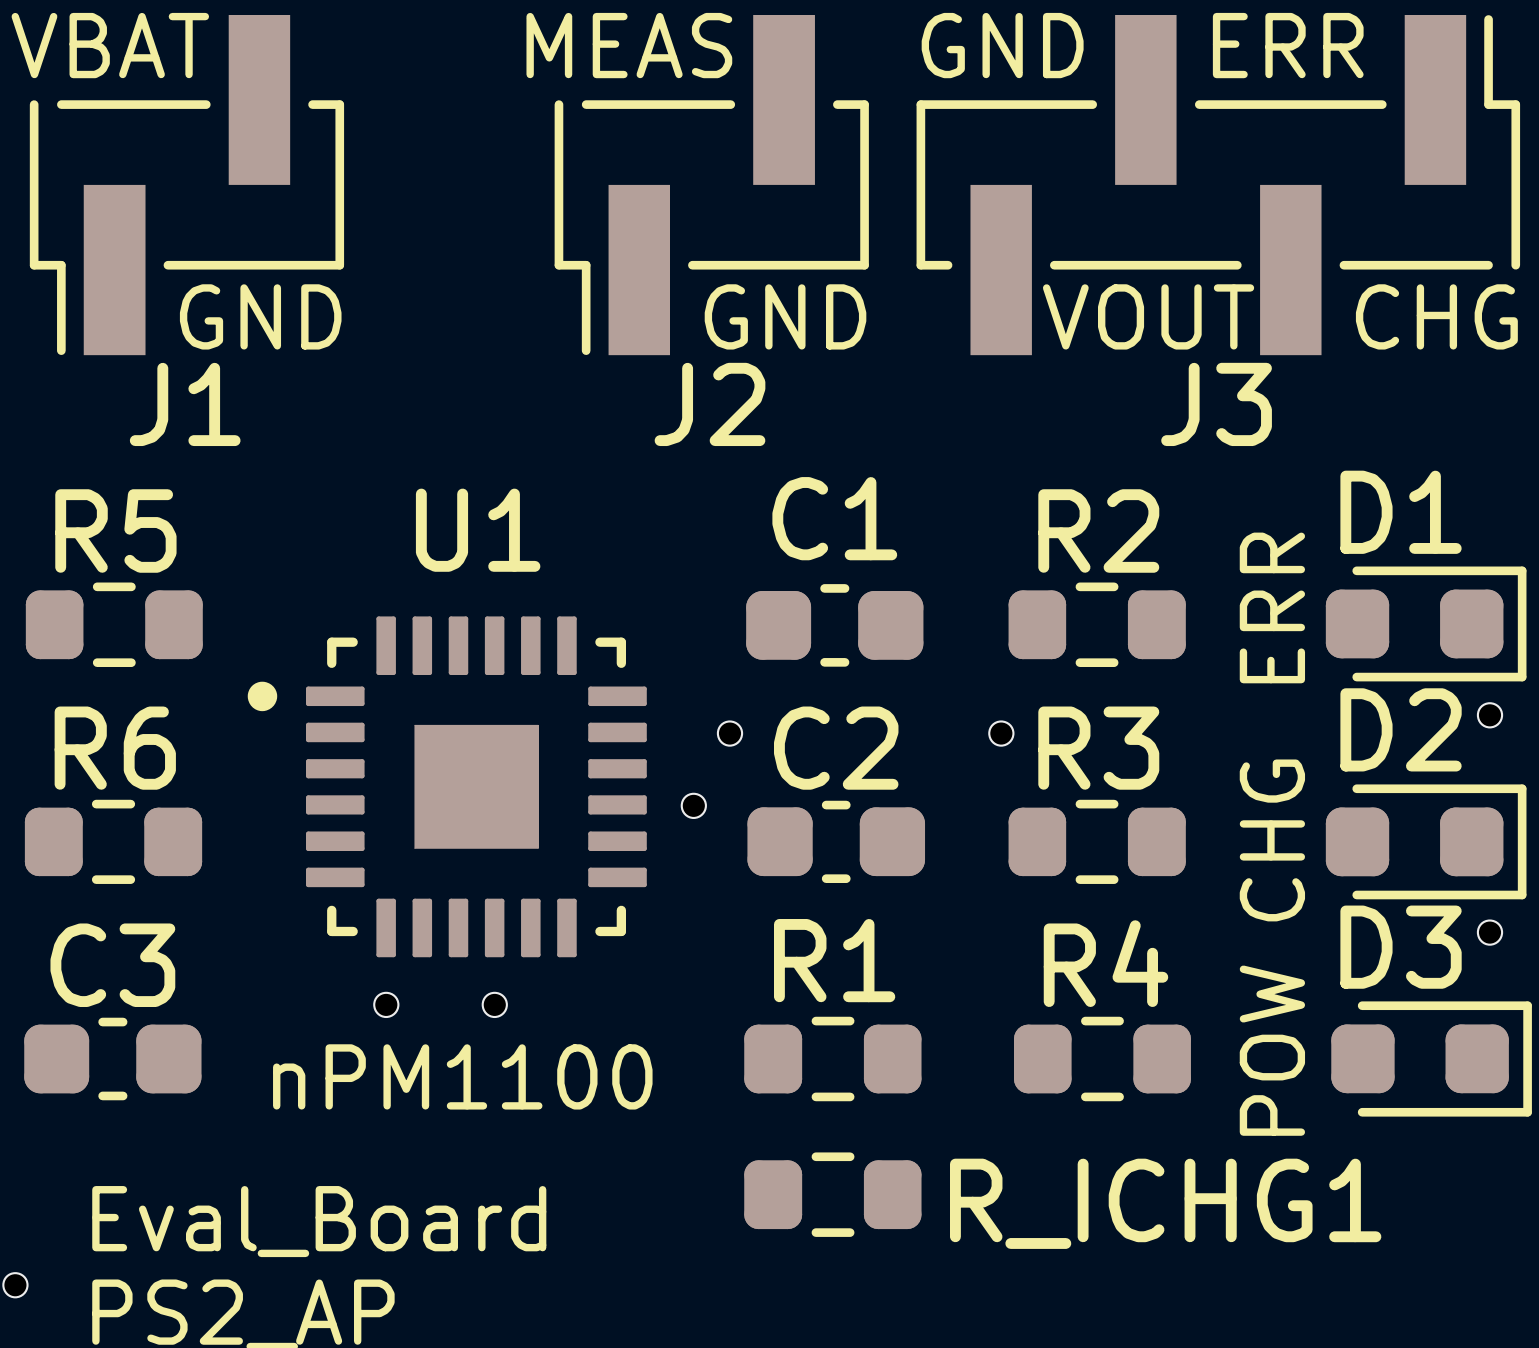 VBAT MEAS GND ERR
GND GND VOUT CHG
J1 J2 J3
R5 U1 C1 R2 D1
ERR
R6 C2 R3 D2
CHG
C3 R1 R4 D3
POW
nPM1100
R_ICHG1
Eval_Board
PS2_AP